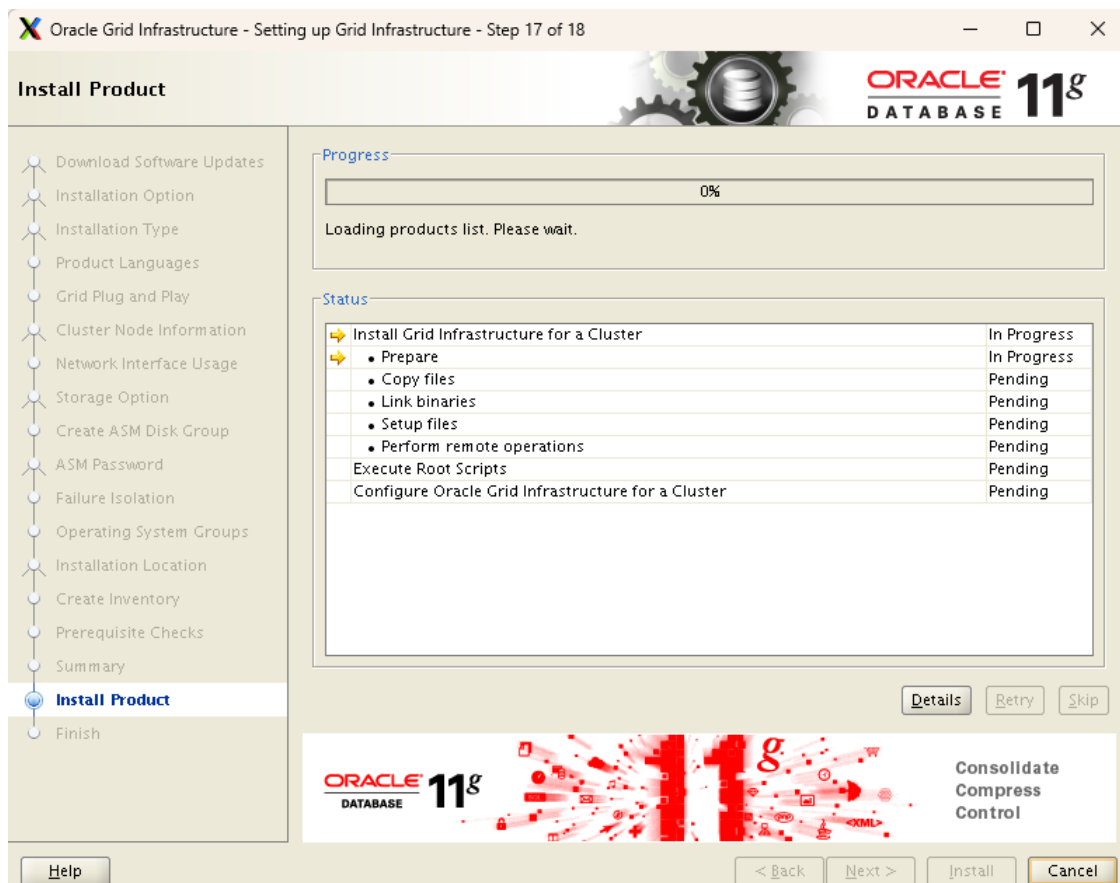 Oracle Grid Infrastructure - Setting up Grid Infrastructure - Step 17 of 18
Install Product
ORACLE DATABASE 11g
Download Software Updates
Installation Option
Installation Type
Product Languages
Grid Plug and Play
Cluster Node Information
Network Interface Usage
Storage Option
Create ASM Disk Group
ASM Password
Failure Isolation
Operating System Groups
Installation Location
Create Inventory
Prerequisite Checks
Summary
Install Product
Finish
Progress
0%
Loading products list. Please wait.
Status
Install Grid Infrastructure for a Cluster In Progress
• Prepare In Progress
• Copy files Pending
• Link binaries Pending
• Setup files Pending
• Perform remote operations Pending
Execute Root Scripts Pending
Configure Oracle Grid Infrastructure for a Cluster Pending
Details Retry Skip
ORACLE DATABASE 11g
11g
<XML>
php
Consolidate
Compress
Control
Help < Back Next > Install Cancel